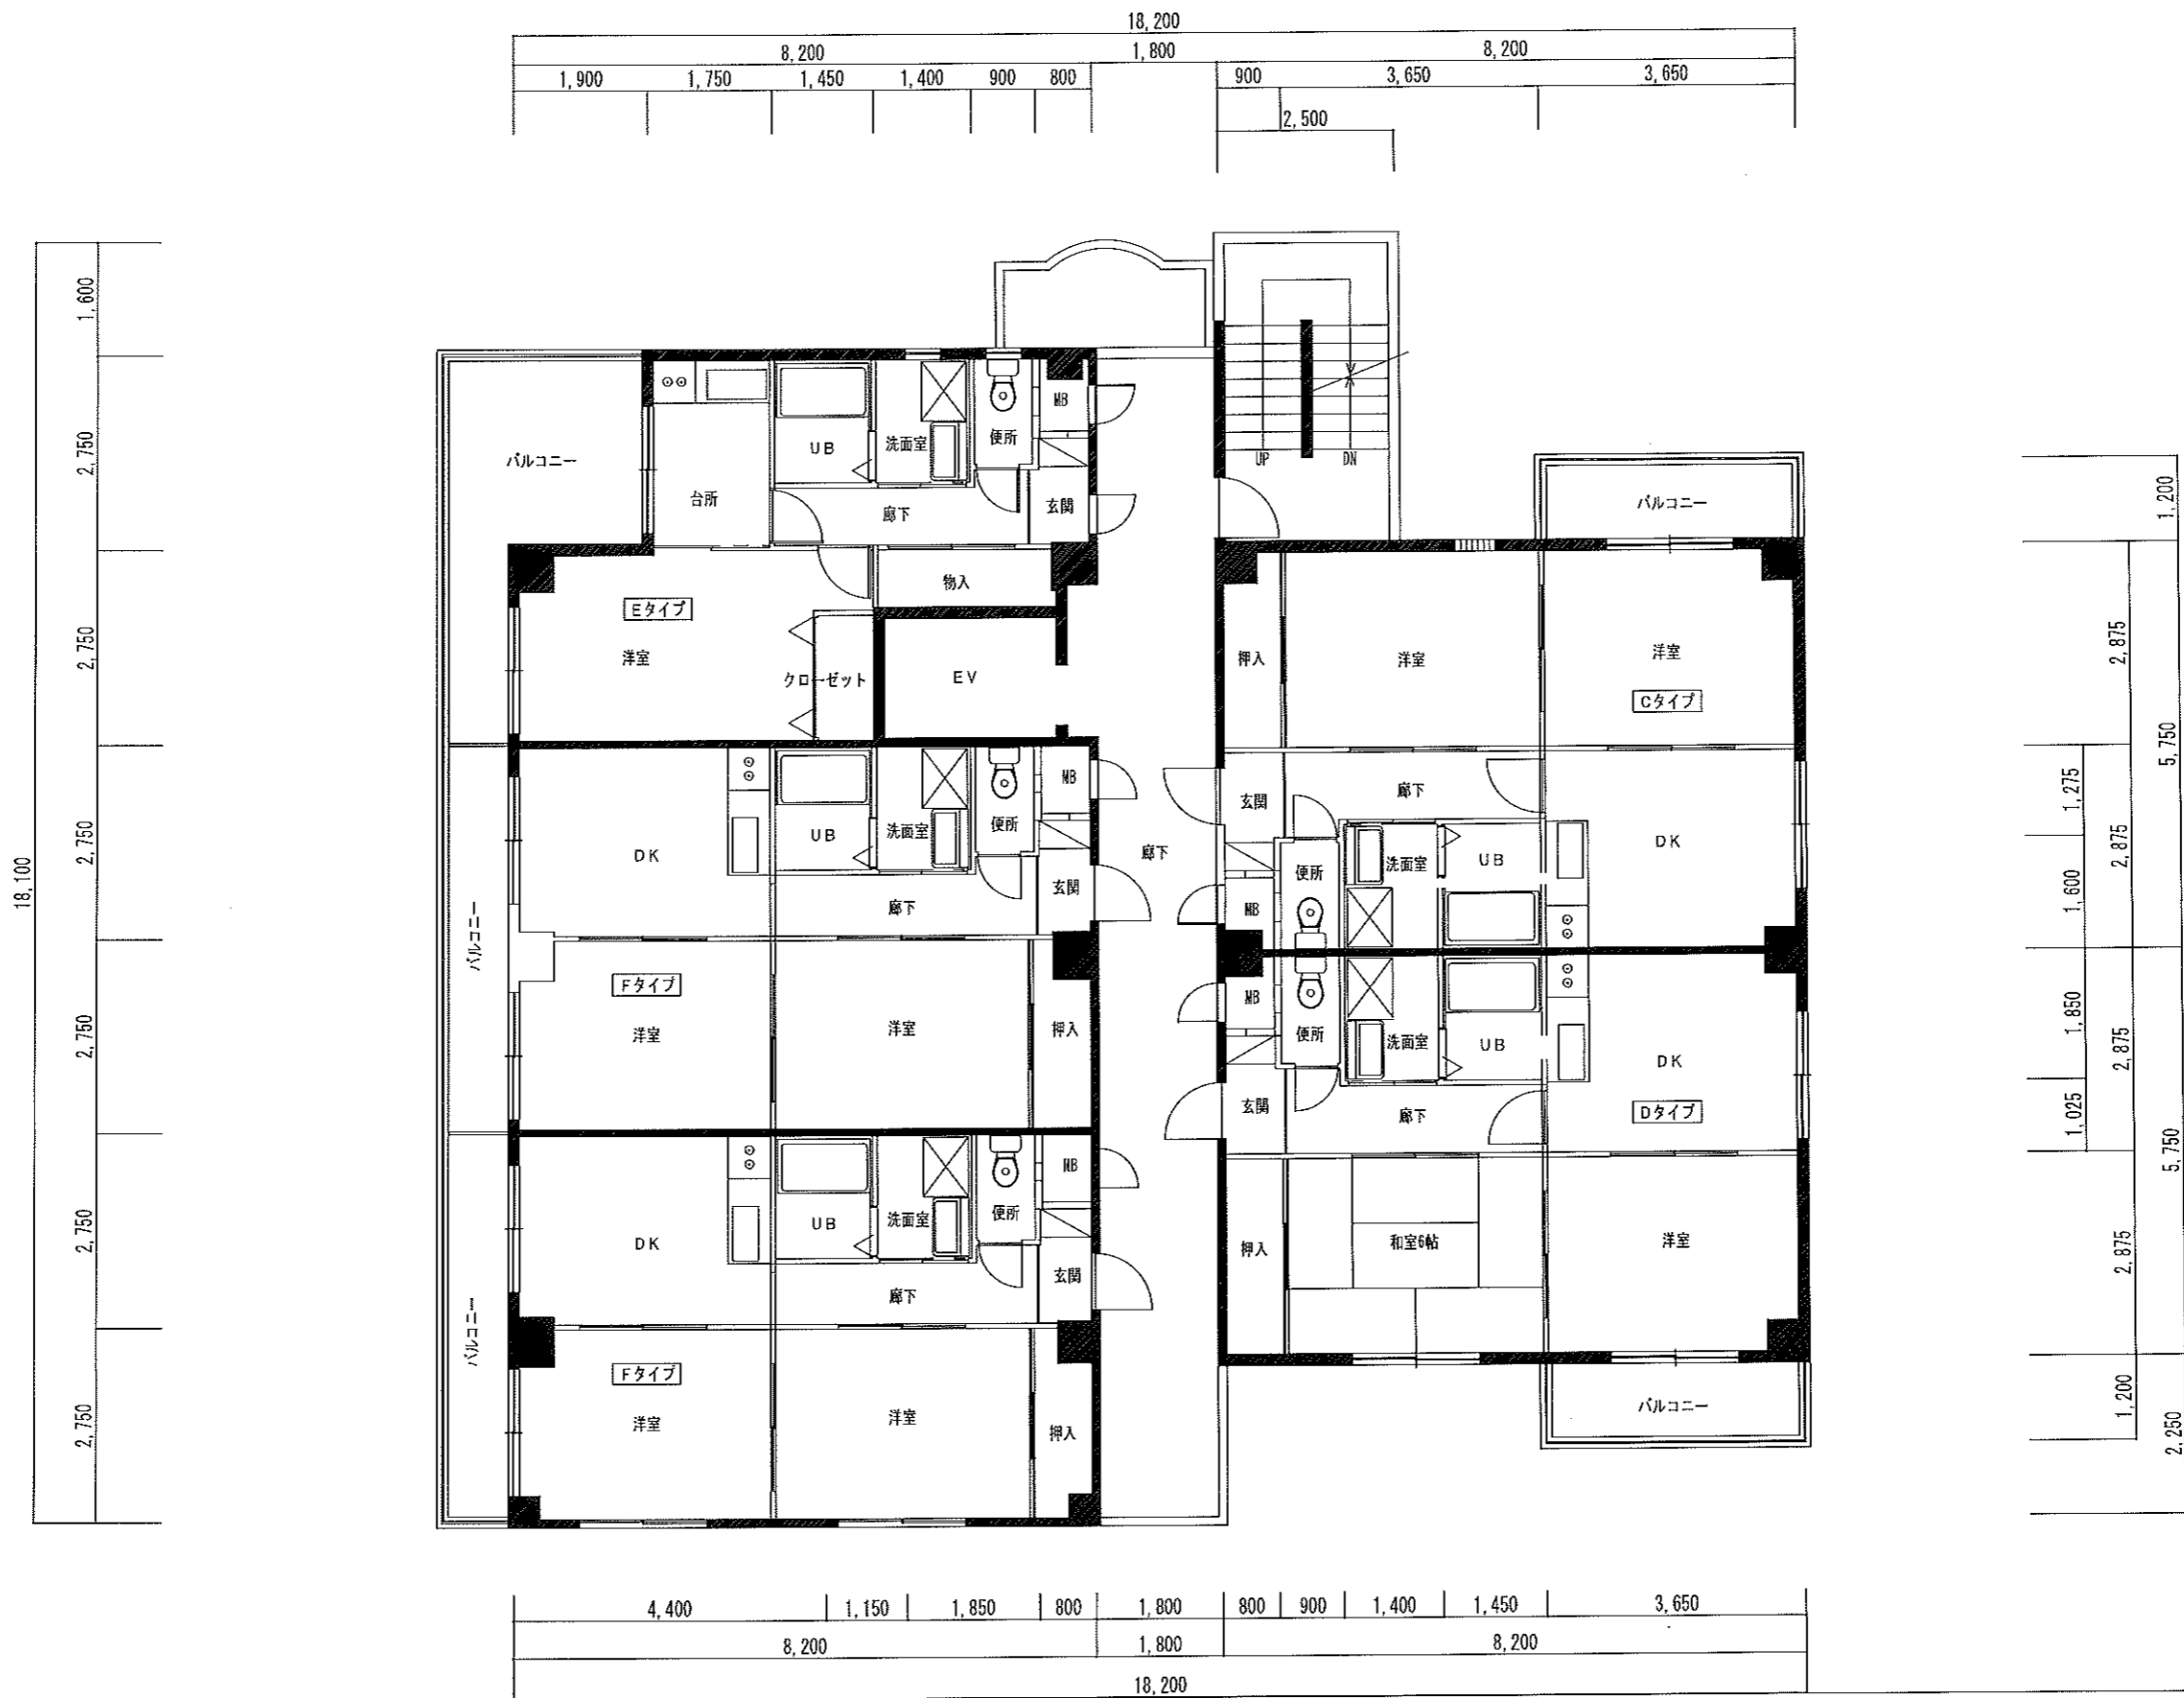 18,200
8,200
1,800
8,200
1,900
1,750
1,450
1,400
900
800
900
3,650
3,650
2,500
18,100
1,600
2,750
2,750
2,750
2,750
2,750
2,750
バルコニー
台所
UB
洗面室
便所
MB
玄関
廊下
物入
Eタイプ
洋室
クローゼット
EV
UP
DN
バルコニー
押入
洋室
洋室
Cタイプ
DK
UB
洗面室
便所
MB
玄関
廊下
バルコニー
Fタイプ
洋室
洋室
押入
廊下
玄関
廊下
DK
便所
洗面室
UB
MB
MB
便所
洗面室
UB
DK
玄関
廊下
Dタイプ
押入
和室6帖
洋室
バルコニー
DK
UB
洗面室
便所
MB
玄関
廊下
バルコニー
Fタイプ
洋室
洋室
押入
1,200
2,875
5,750
1,275
2,875
1,600
1,850
2,875
1,025
5,750
2,875
1,200
2,250
4,400
1,150
1,850
800
1,800
800
900
1,400
1,450
3,650
8,200
1,800
8,200
18,200